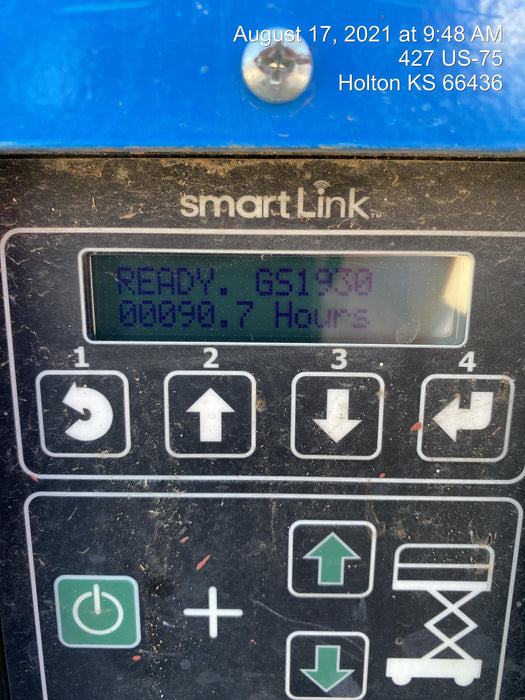 August 17, 2021 at 9:48 AM
427 US-75
Holton KS 66436
smartLink™
READY. GS1930
00090.7 Hours
1 2 3 4